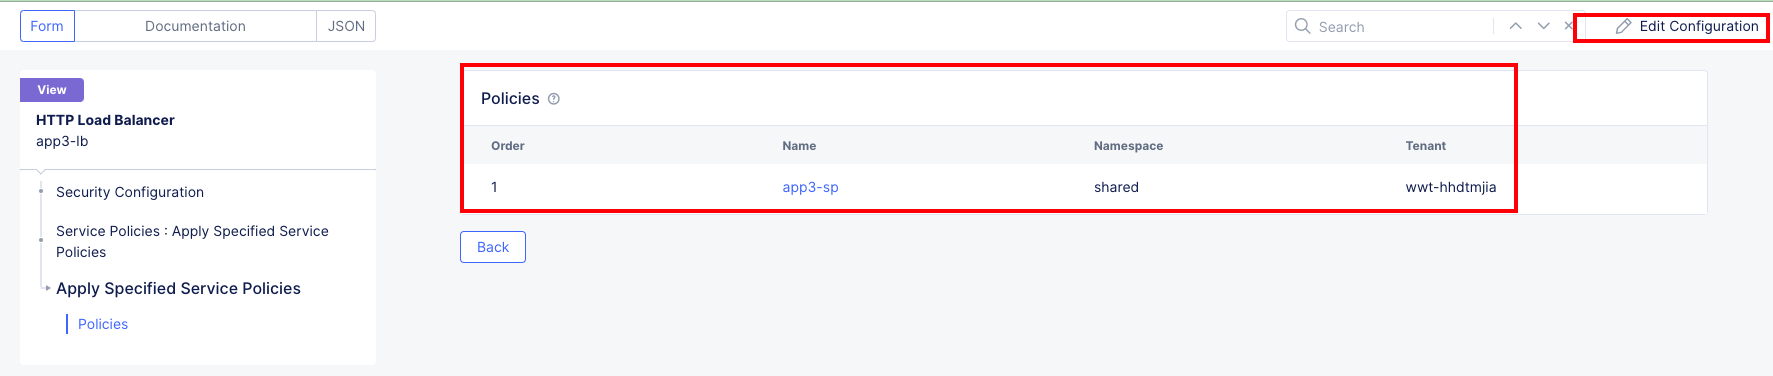 Form Documentation JSON Search Edit Configuration
View
HTTP Load Balancer
app3-lb
Security Configuration
Service Policies : Apply Specified Service
Policies
Apply Specified Service Policies
Policies
Policies
Order Name Namespace Tenant
1 app3-sp shared wwt-hhdtmjia
Back